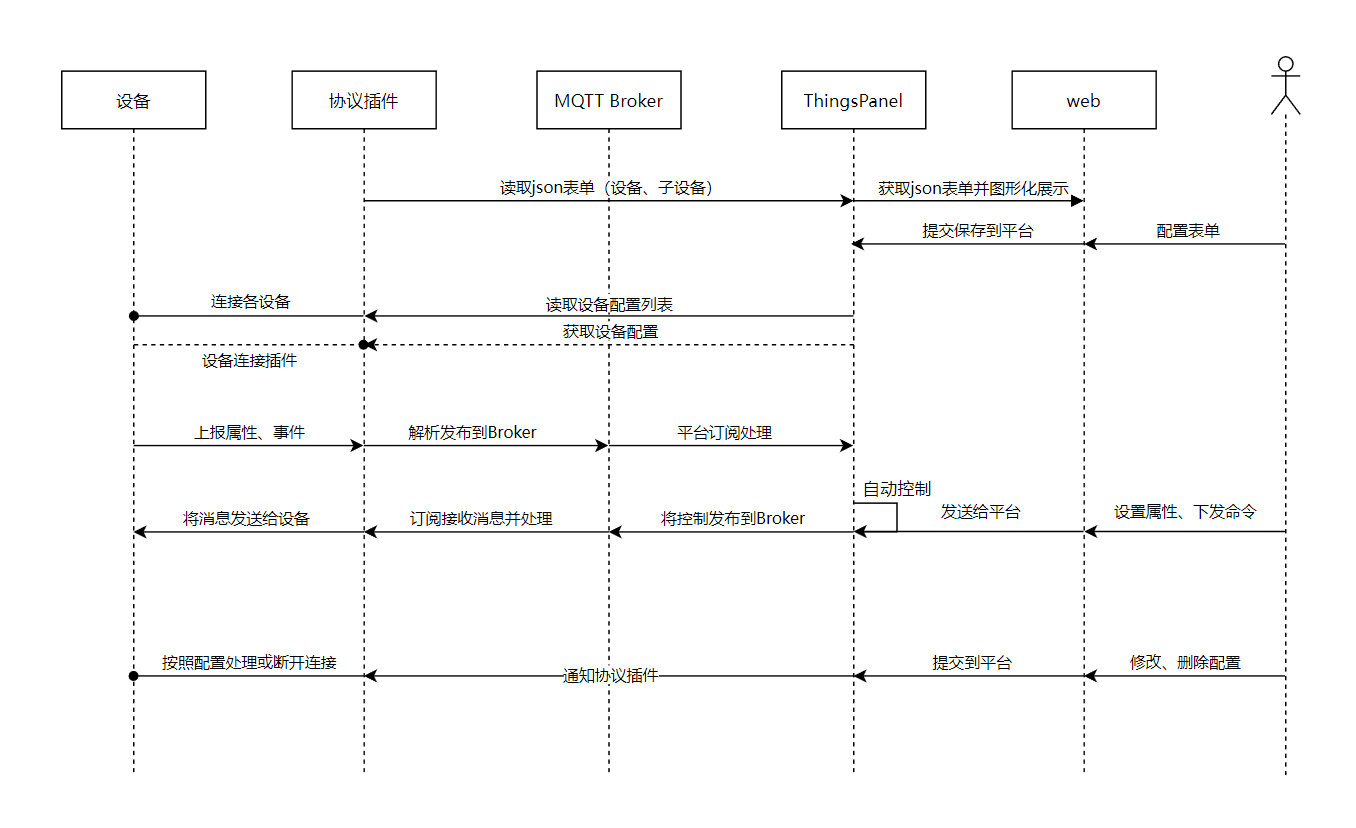 设备
协议插件
MQTT Broker
ThingsPanel
web
读取json表单（设备、子设备）
获取json表单并图形化展示
提交保存到平台
配置表单
连接各设备
读取设备配置列表
获取设备配置
设备连接插件
上报属性、事件
解析发布到Broker
平台订阅处理
自动控制
将消息发送给设备
订阅接收消息并处理
将控制发布到Broker
发送给平台
设置属性、下发命令
按照配置处理或断开连接
通知协议插件
提交到平台
修改、删除配置